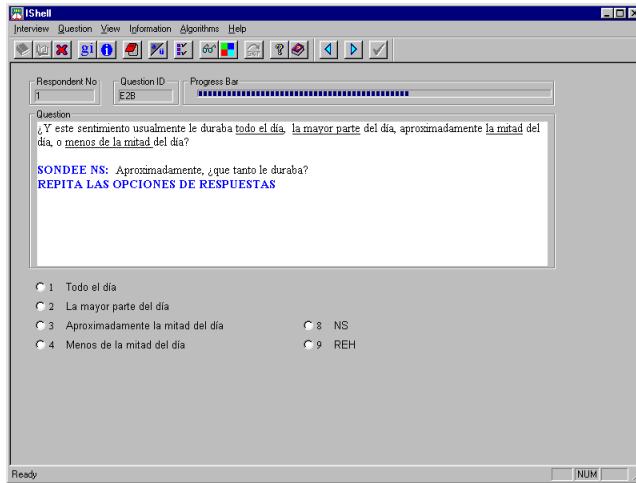 IShell
Interview Question View Information Algorithms Help
Respondent No
Question ID
Progress Bar
1
E2B
Question
¿Y este sentimiento usualmente le duraba todo el día, la mayor parte del día, aproximadamente la mitad del
día, o menos de la mitad del día?
SONDEE NS: Aproximadamente, ¿que tanto le duraba?
REPITA LAS OPCIONES DE RESPUESTAS
1 Todo el día
2 La mayor parte del día
3 Aproximadamente la mitad del día
8 NS
4 Menos de la mitad del día
9 REH
Ready
NUM